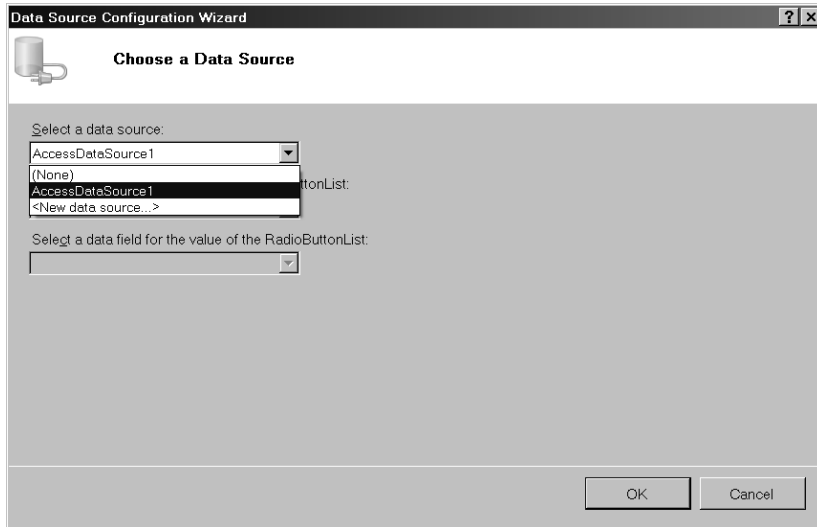 Data Source Configuration Wizard
Choose a Data Source
Select a data source:
AccessDataSource1
(None)
AccessDataSource1
<New data source...>
Select a data field for the value of the RadioButtonList:
OK
Cancel